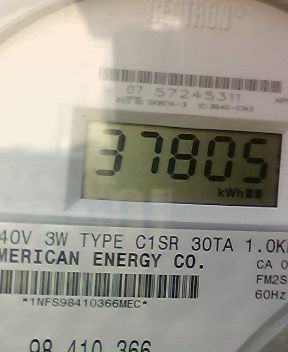 CENTRON
07 57245311
37805
kWh
40V 3W TYPE C1SR 30TA 1.0K
MERICAN ENERGY CO.
CA 0
FM2S
60Hz
*1NFS98410366MEC*
98 410 366